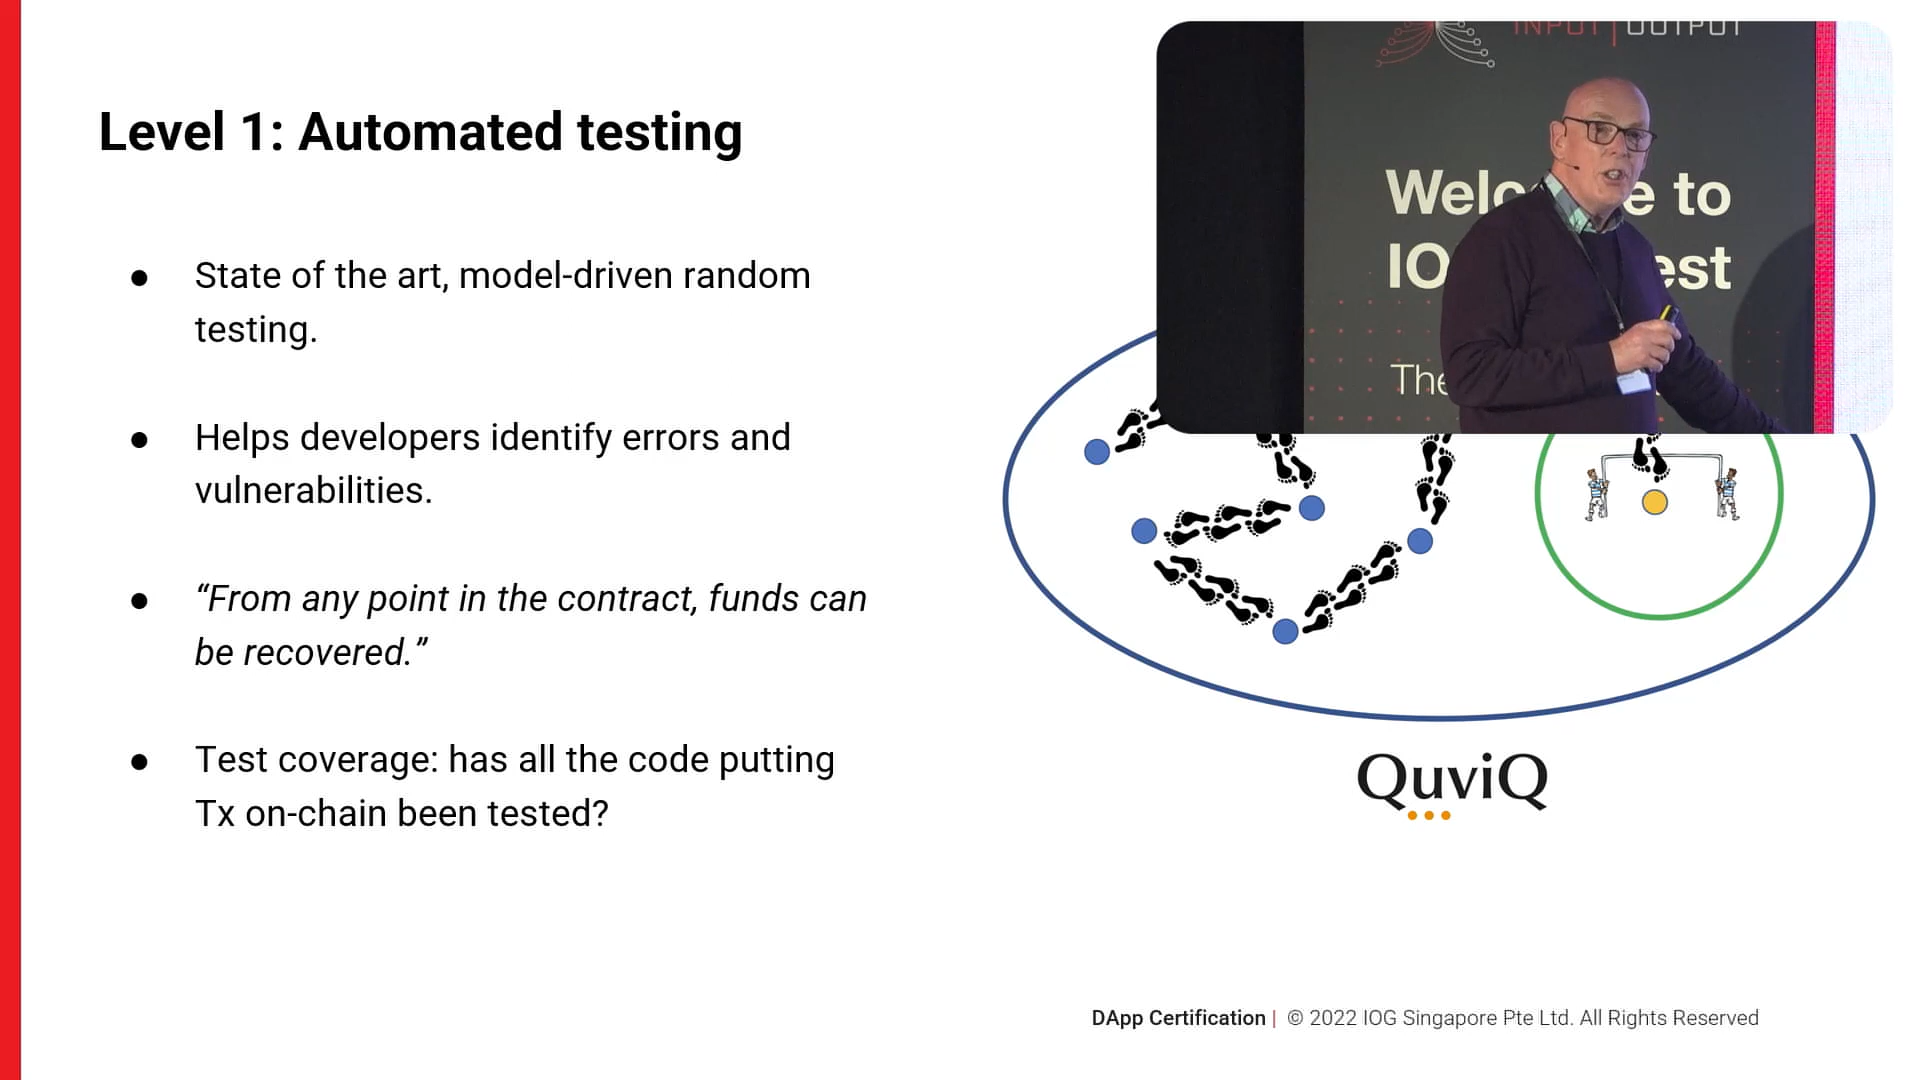 Level 1: Automated testing
● State of the art, model-driven random
testing.
● Helps developers identify errors and
vulnerabilities.
● “From any point in the contract, funds can
be recovered.”
● Test coverage: has all the code putting
Tx on-chain been tested?
INPUT | OUTPUT
to
IO est
The
QuviQ
DApp Certification | © 2022 IOG Singapore Pte Ltd. All Rights Reserved